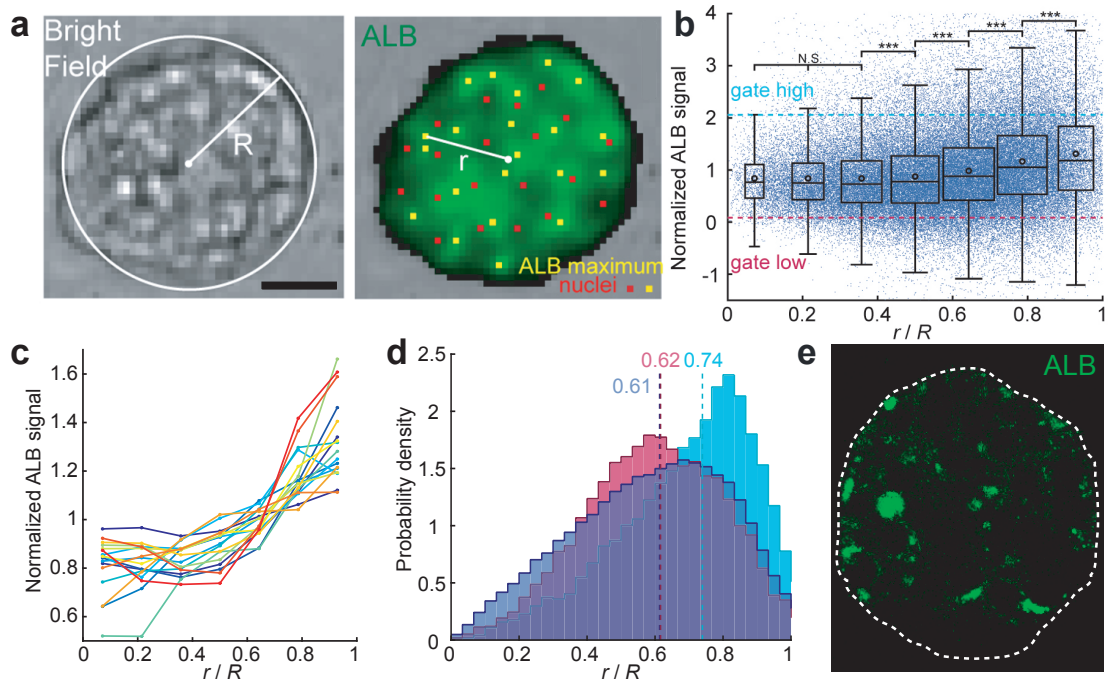 a
Bright
Field
R
ALB
r
ALB maximum
nuclei
b
Normalized ALB signal
4
3
2
1
0
-1
N.S.
***
***
***
***
gate high
gate low
0
0.2
0.4
0.6
0.8
1
r / R
c
Normalized ALB signal
1.6
1.4
1.2
1
0.8
0.6
0
0.2
0.4
0.6
0.8
1
r / R
d
Probability density
2.5
2
1.5
1
0.5
0
0.62
0.74
0.61
0
0.2
0.4
0.6
0.8
1
r / R
e
ALB